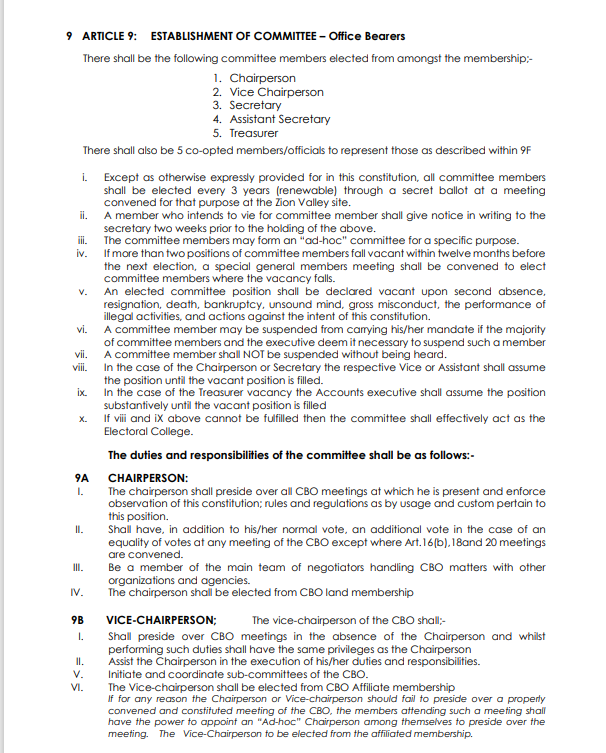 9 ARTICLE 9: ESTABLISHMENT OF COMMITTEE – Office Bearers
There shall be the following committee members elected from amongst the membership;-
1. Chairperson
2. Vice Chairperson
3. Secretary
4. Assistant Secretary
5. Treasurer
There shall also be 5 co-opted members/officials to represent those as described within 9F
i. Except as otherwise expressly provided for in this constitution, all committee members
shall be elected every 3 years (renewable) through a secret ballot at a meeting
convened for that purpose at the Zion Valley site.
ii. A member who intends to vie for committee member shall give notice in writing to the
secretary two weeks prior to the holding of the above.
iii. The committee members may form an "ad-hoc" committee for a specific purpose.
iv. If more than two positions of committee members fall vacant within twelve months before
the next election, a special general members meeting shall be convened to elect
committee members where the vacancy falls.
v. An elected committee position shall be declared vacant upon second absence,
resignation, death, bankruptcy, unsound mind, gross misconduct, the performance of
illegal activities, and actions against the intent of this constitution.
vi. A committee member may be suspended from carrying his/her mandate if the majority
of committee members and the executive deem it necessary to suspend such a member
vii. A committee member shall NOT be suspended without being heard.
viii. In the case of the Chairperson or Secretary the respective Vice or Assistant shall assume
the position until the vacant position is filled.
ix. In the case of the Treasurer vacancy the Accounts executive shall assume the position
substantively until the vacant position is filled
x. If viii and iX above cannot be fulfilled then the committee shall effectively act as the
Electoral College.
The duties and responsibilities of the committee shall be as follows:-
9A CHAIRPERSON:
I. The chairperson shall preside over all CBO meetings at which he is present and enforce
observation of this constitution; rules and regulations as by usage and custom pertain to
this position.
II. Shall have, in addition to his/her normal vote, an additional vote in the case of an
equality of votes at any meeting of the CBO except where Art.16(b),18and 20 meetings
are convened.
III. Be a member of the main team of negotiators handling CBO matters with other
organizations and agencies.
IV. The chairperson shall be elected from CBO land membership
9B VICE-CHAIRPERSON; The vice-chairperson of the CBO shall;-
I. Shall preside over CBO meetings in the absence of the Chairperson and whilst
performing such duties shall have the same privileges as the Chairperson
II. Assist the Chairperson in the execution of his/her duties and responsibilities.
V. Initiate and coordinate sub-committees of the CBO.
VI. The Vice-chairperson shall be elected from CBO Affiliate membership
If for any reason the Chairperson or Vice-chairperson should fail to preside over a properly
convened and constituted meeting of the CBO, the members attending such a meeting shall
have the power to appoint an "Ad-hoc" Chairperson among themselves to preside over the
meeting. The Vice-Chairperson to be elected from the affiliated membership.